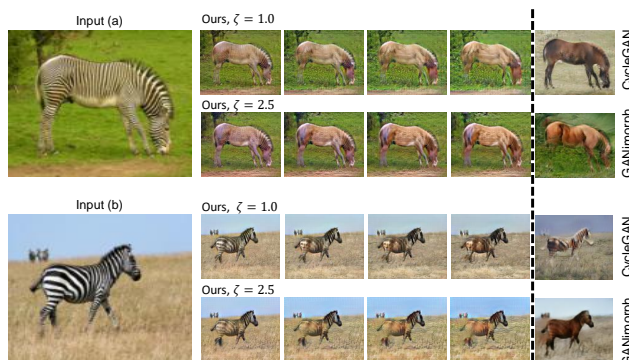 Input (a)
Ours, ζ = 1.0
CycleGAN
Ours, ζ = 2.5
GANimorph
Input (b)
Ours, ζ = 1.0
CycleGAN
Ours, ζ = 2.5
GANimorph